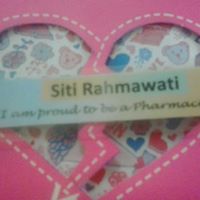 Siti Rahmawati
I am proud to be a Pharmac